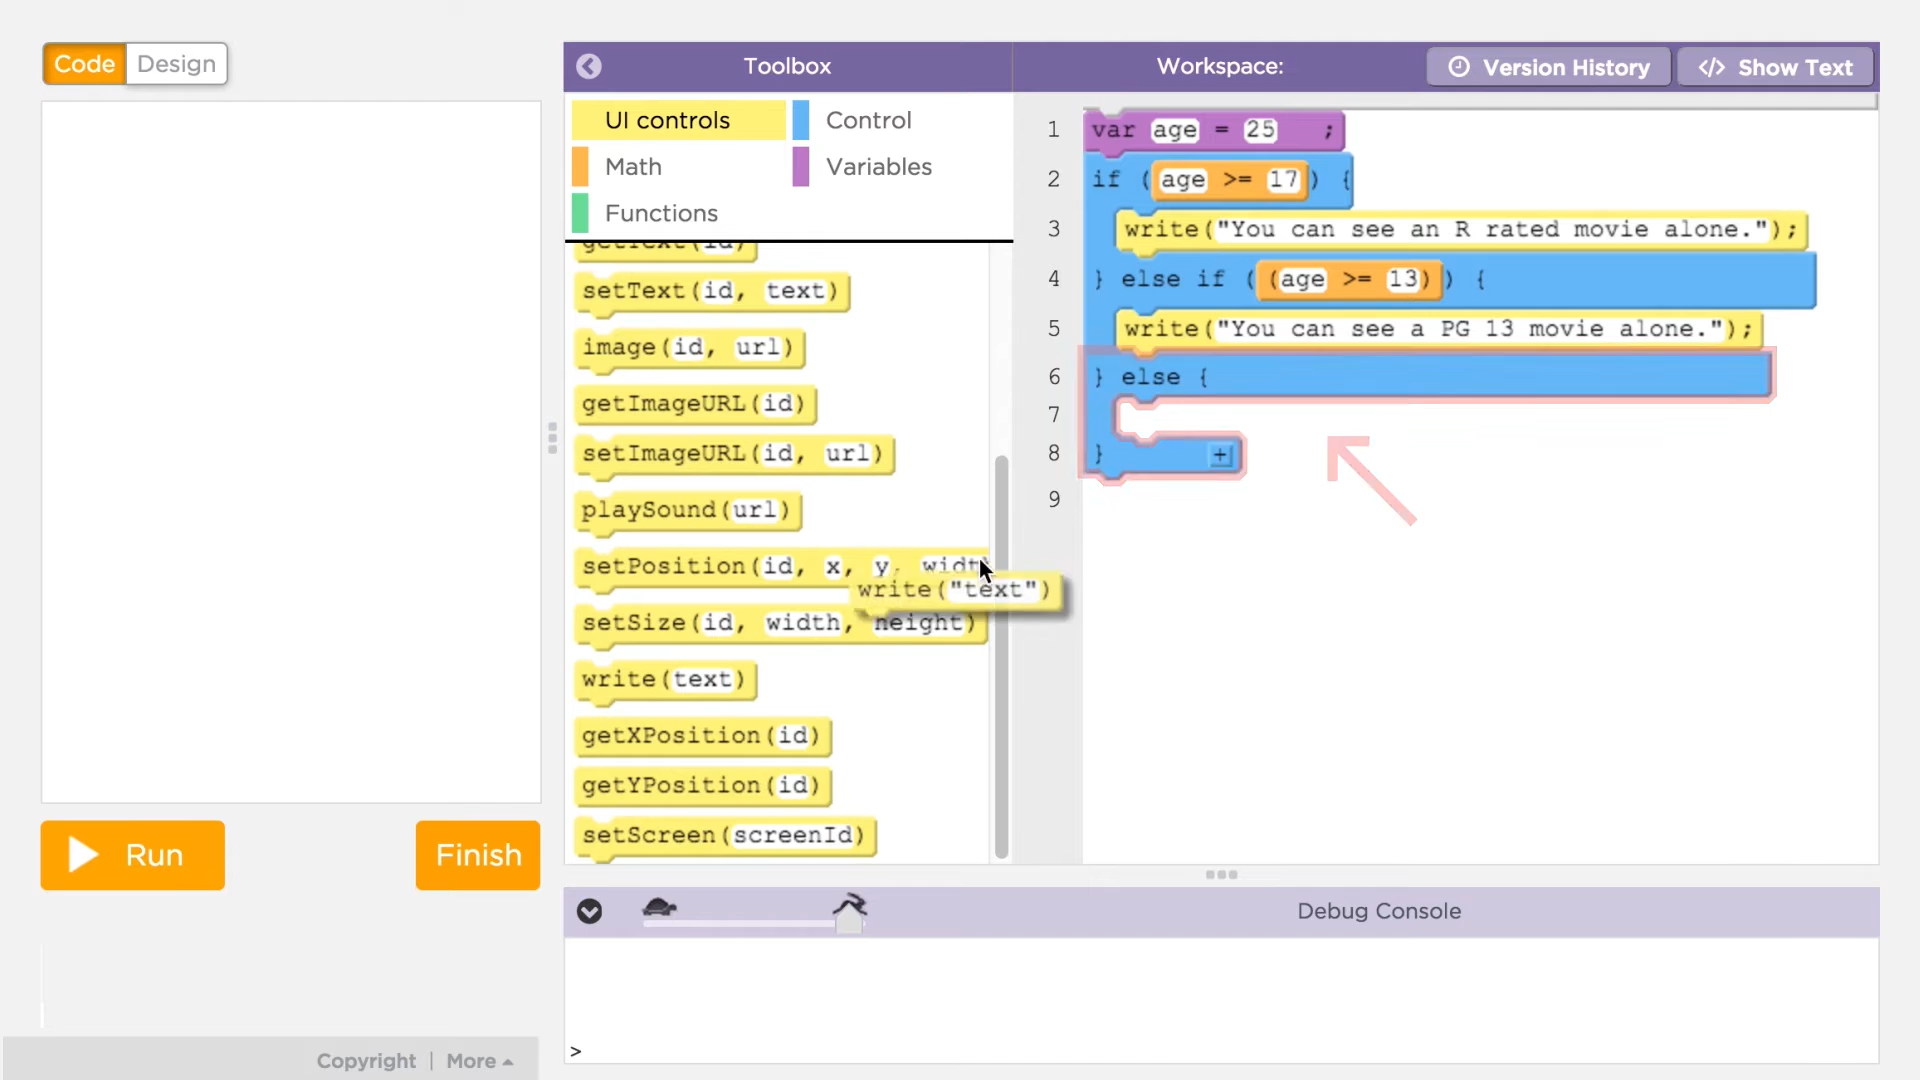 Code Design
Toolbox
Workspace:
Version History
</> Show Text
UI controls
Control
Math
Variables
Functions
getText(id)
setText(id, text)
image(id, url)
getImageURL(id)
setImageURL(id, url)
playSound(url)
setPosition(id, x, y, width
write("text")
setSize(id, width, height)
write(text)
getXPosition(id)
getYPosition(id)
setScreen(screenId)
1 var age = 25 ;
2 if (age >= 17) {
3 write("You can see an R rated movie alone.");
4 } else if ((age >= 13)) {
5 write("You can see a PG 13 movie alone.");
6 } else {
7
8 } +
9
Run
Finish
Debug Console
>
Copyright | More